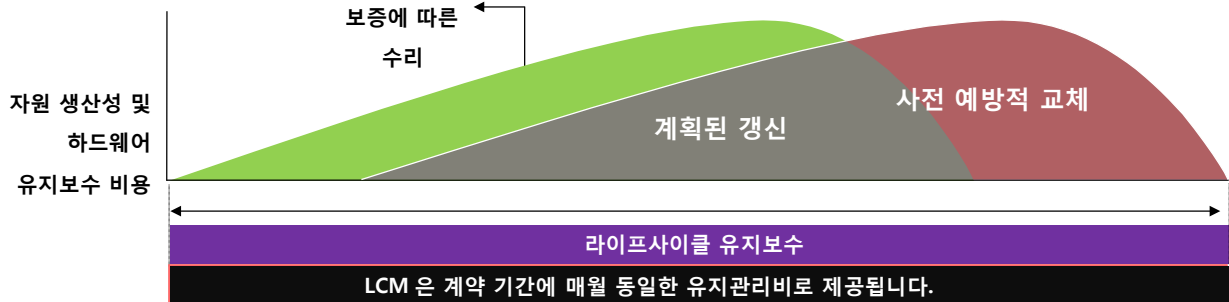 보증에 따른
수리
자원 생산성 및
하드웨어
유지보수 비용
사전 예방적 교체
계획된 갱신
라이프사이클 유지보수
LCM 은 계약 기간에 매월 동일한 유지관리비로 제공됩니다.